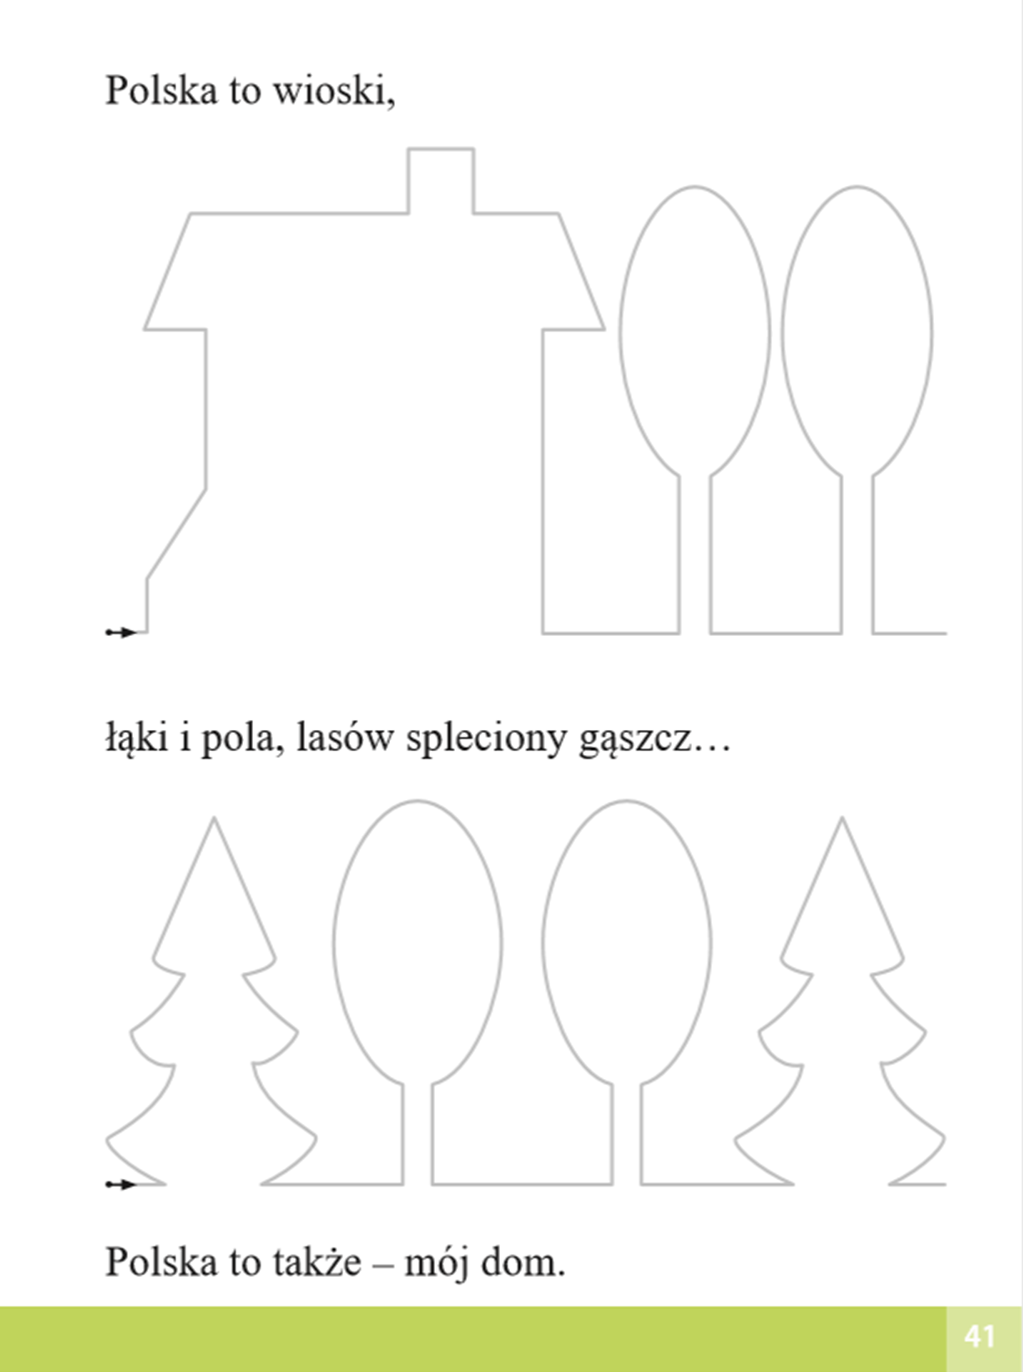 Polska to wioski,
łąki i pola, lasów spleciony gąszcz…
Polska to także – mój dom.
41